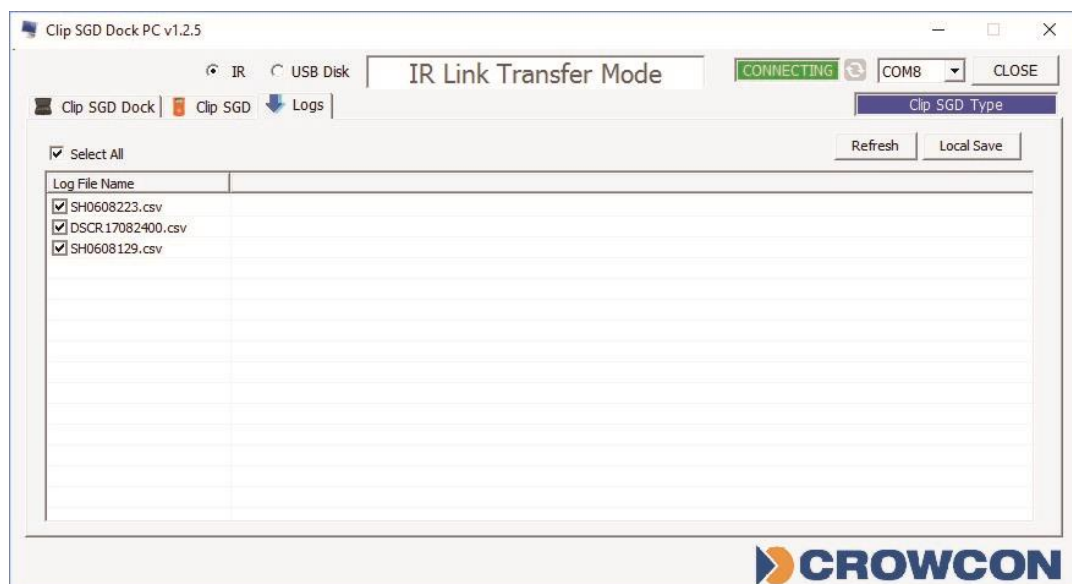 Clip SGD Dock PC v1.2.5
IR USB Disk IR Link Transfer Mode CONNECTING COM8 CLOSE
Clip SGD Dock Clip SGD Logs Clip SGD Type
Select All Refresh Local Save
Log File Name
SH0608223.csv
DSCR17082400.csv
SH0608129.csv
CROWCON